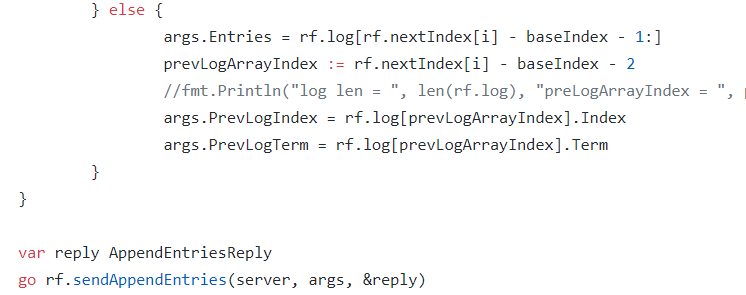 } else {
args.Entries = rf.log[rf.nextIndex[i] - baseIndex - 1:]
prevLogArrayIndex := rf.nextIndex[i] - baseIndex - 2
//fmt.Println("log len = ", len(rf.log), "preLogArrayIndex = ",
args.PrevLogIndex = rf.log[prevLogArrayIndex].Index
args.PrevLogTerm = rf.log[prevLogArrayIndex].Term
}
}
var reply AppendEntriesReply
go rf.sendAppendEntries(server, args, &reply)